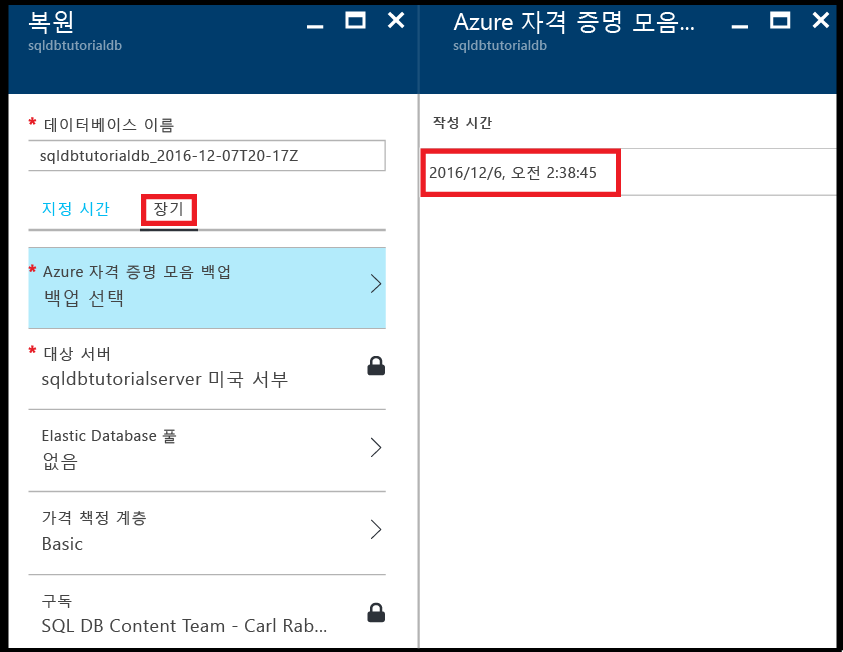 복원
sqldbtutorialdb
* 데이터베이스 이름
sqldbtutorialdb_2016-12-07T20-17Z
지정 시간 장기
* Azure 자격 증명 모음 백업
백업 선택
* 대상 서버
sqldbtutorialserver 미국 서부
Elastic Database 풀
없음
가격 책정 계층
Basic
구독
SQL DB Content Team - Carl Rab...
Azure 자격 증명 모음...
sqldbtutorialdb
작성 시간
2016/12/6, 오전 2:38:45